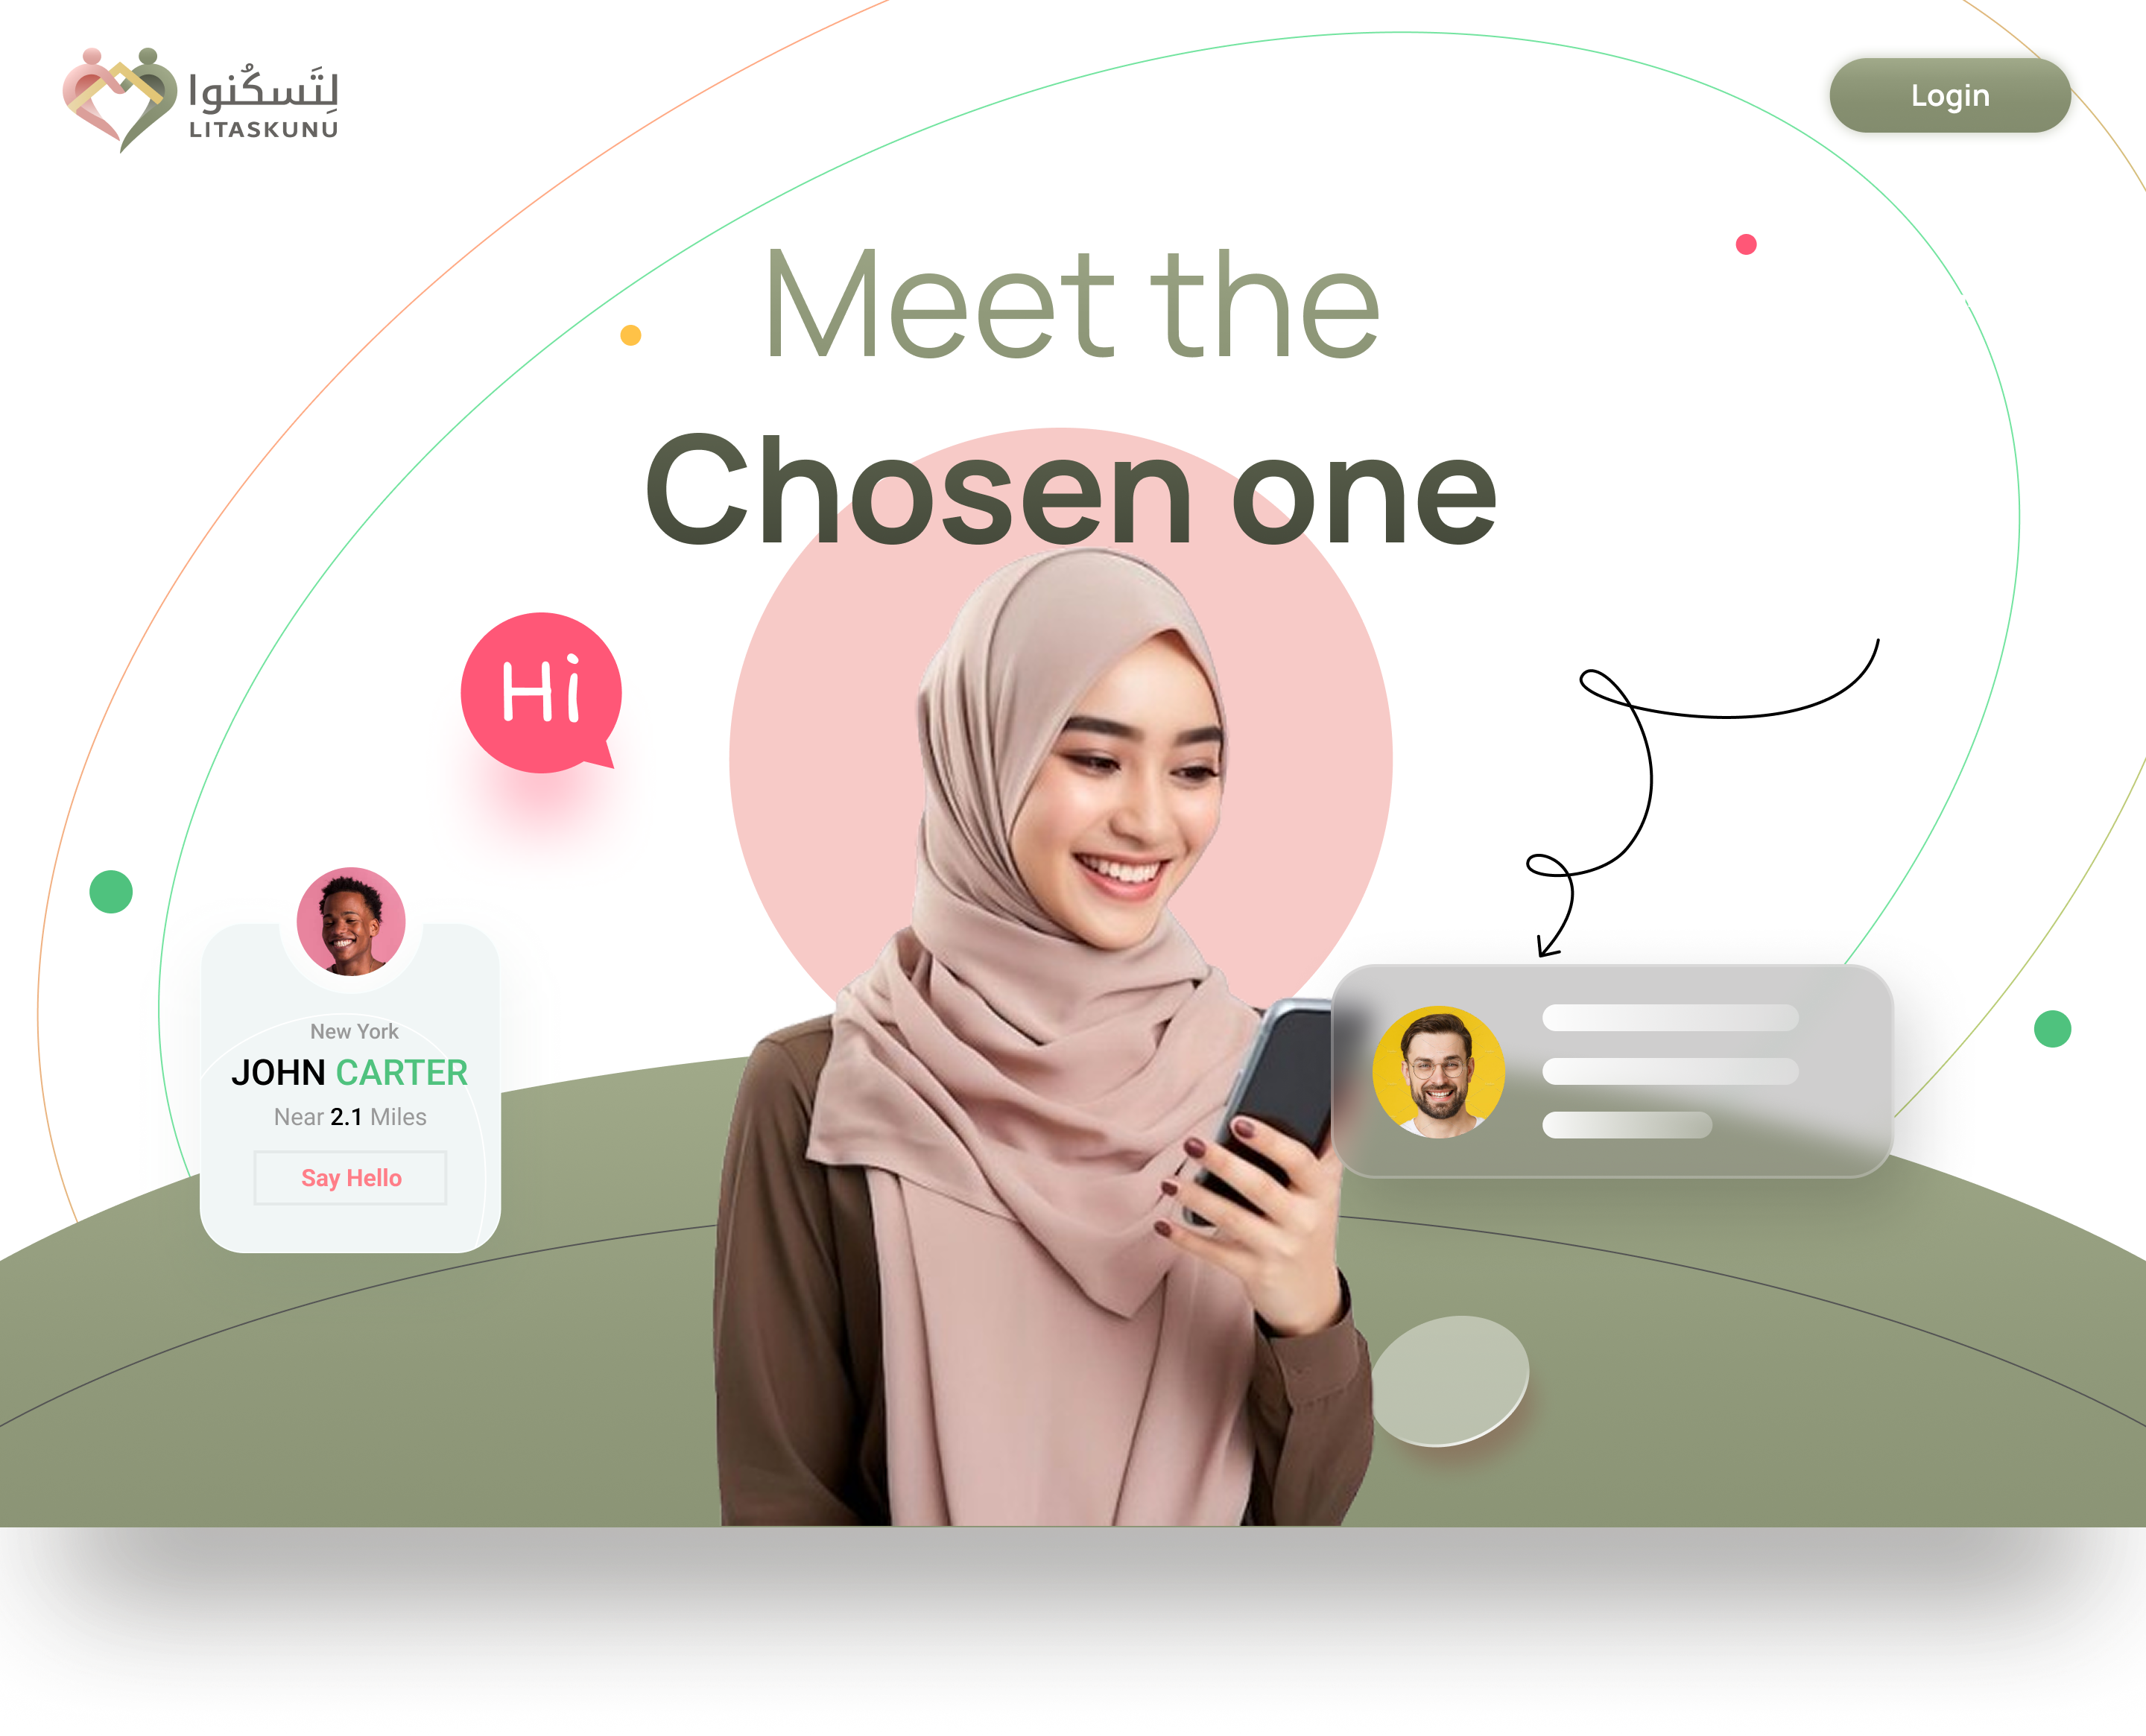 لِتَسكُنوا
LITASKUNU
Login
Meet the
Chosen one
Hi
New York
JOHN CARTER
Near 2.1 Miles
Say Hello